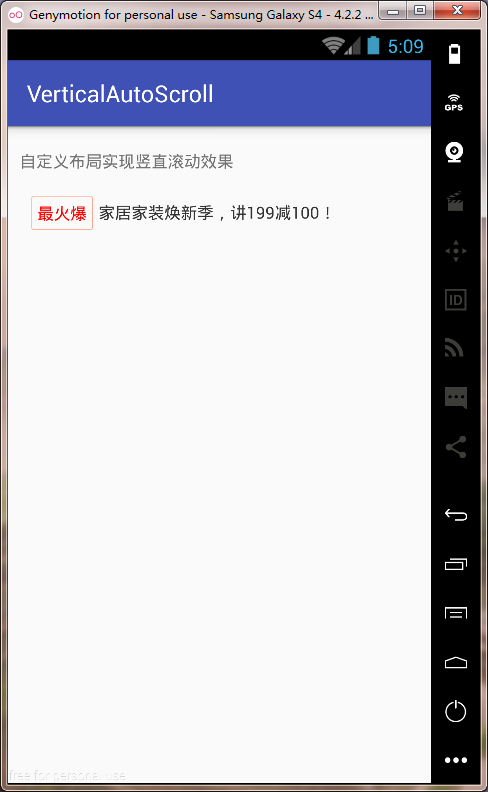 Genymotion for personal use - Samsung Galaxy S4 - 4.2.2 ...
5:09
GPS
VerticalAutoScroll
自定义布局实现竖直滚动效果
最火爆 家居家装焕新季，讲199减100！
ID
free for personal use